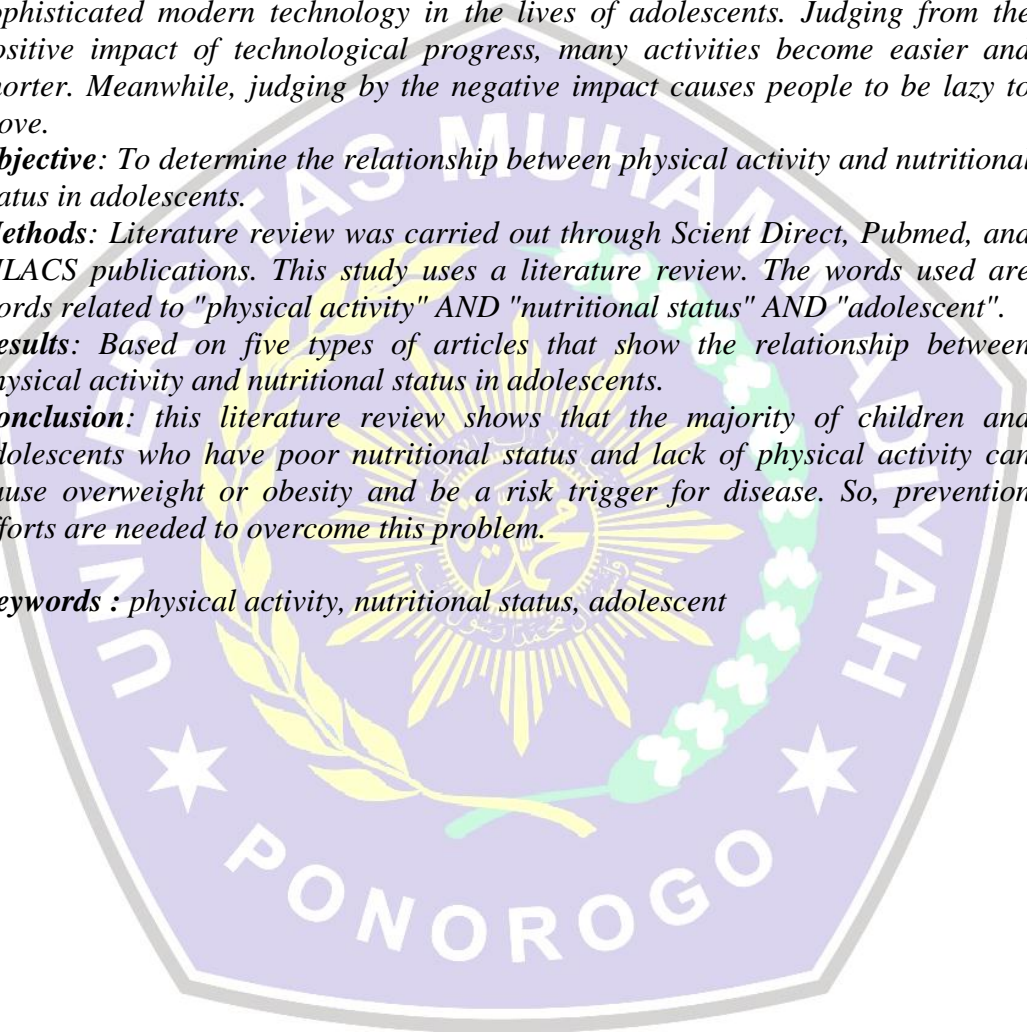 ophisticated modern technology in the lives of adolescents. Judging from the
ositive impact of technological progress, many activities become easier and
horter. Meanwhile, judging by the negative impact causes people to be lazy to
ove.
bjective: To determine the relationship between physical activity and nutritional
atus in adolescents.
ethods: Literature review was carried out through Scient Direct, Pubmed, and
ILACS publications. This study uses a literature review. The words used are
ords related to "physical activity" AND "nutritional status" AND "adolescent".
esults: Based on five types of articles that show the relationship between
hysical activity and nutritional status in adolescents.
onclusion: this literature review shows that the majority of children and
dolescents who have poor nutritional status and lack of physical activity can
ause overweight or obesity and be a risk trigger for disease. So, prevention
fforts are needed to overcome this problem.
eywords : physical activity, nutritional status, adolescent
UNIVERSITAS MUHAMMADIYAH
PONOROGO